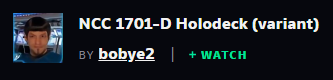 NCC 1701-D Holodeck (variant)
BY bobye2 | + WATCH